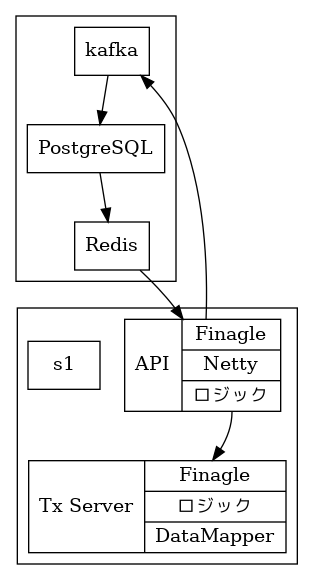 kafka
PostgreSQL
Redis
s1
API
Finagle
Netty
ロジック
Tx Server
Finagle
ロジック
DataMapper